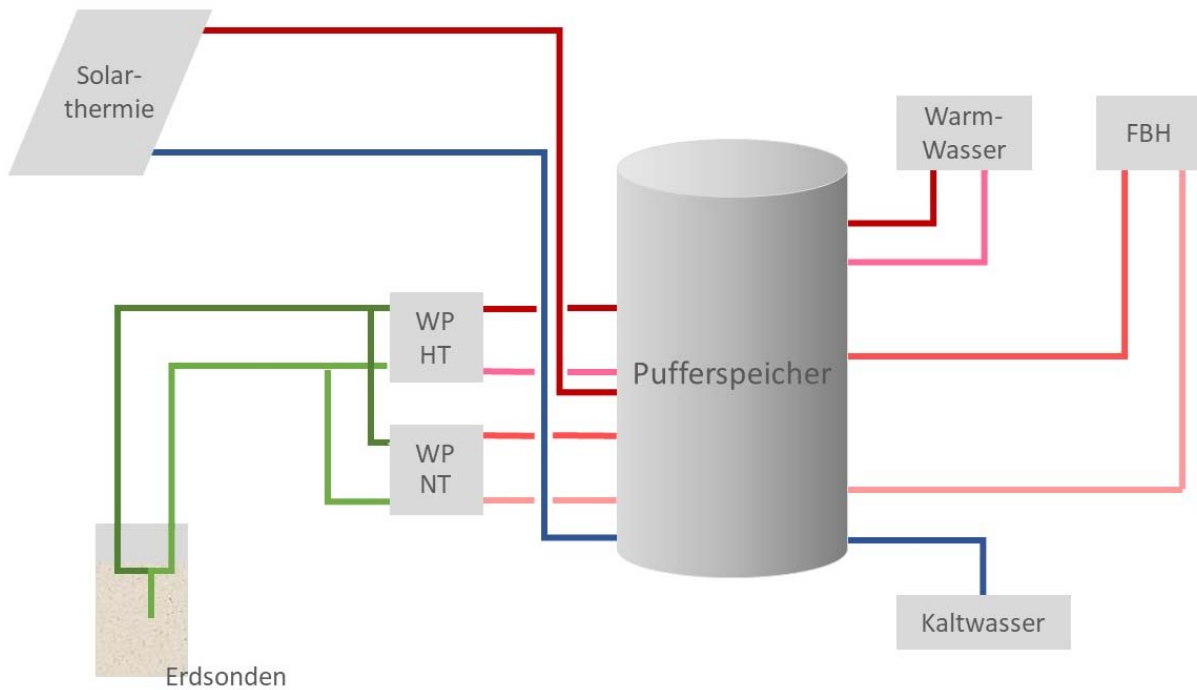 Solar-
thermie
Warm-
Wasser
FBH
WP
HT
Pufferspeicher
WP
NT
Kaltwasser
Erdsonden